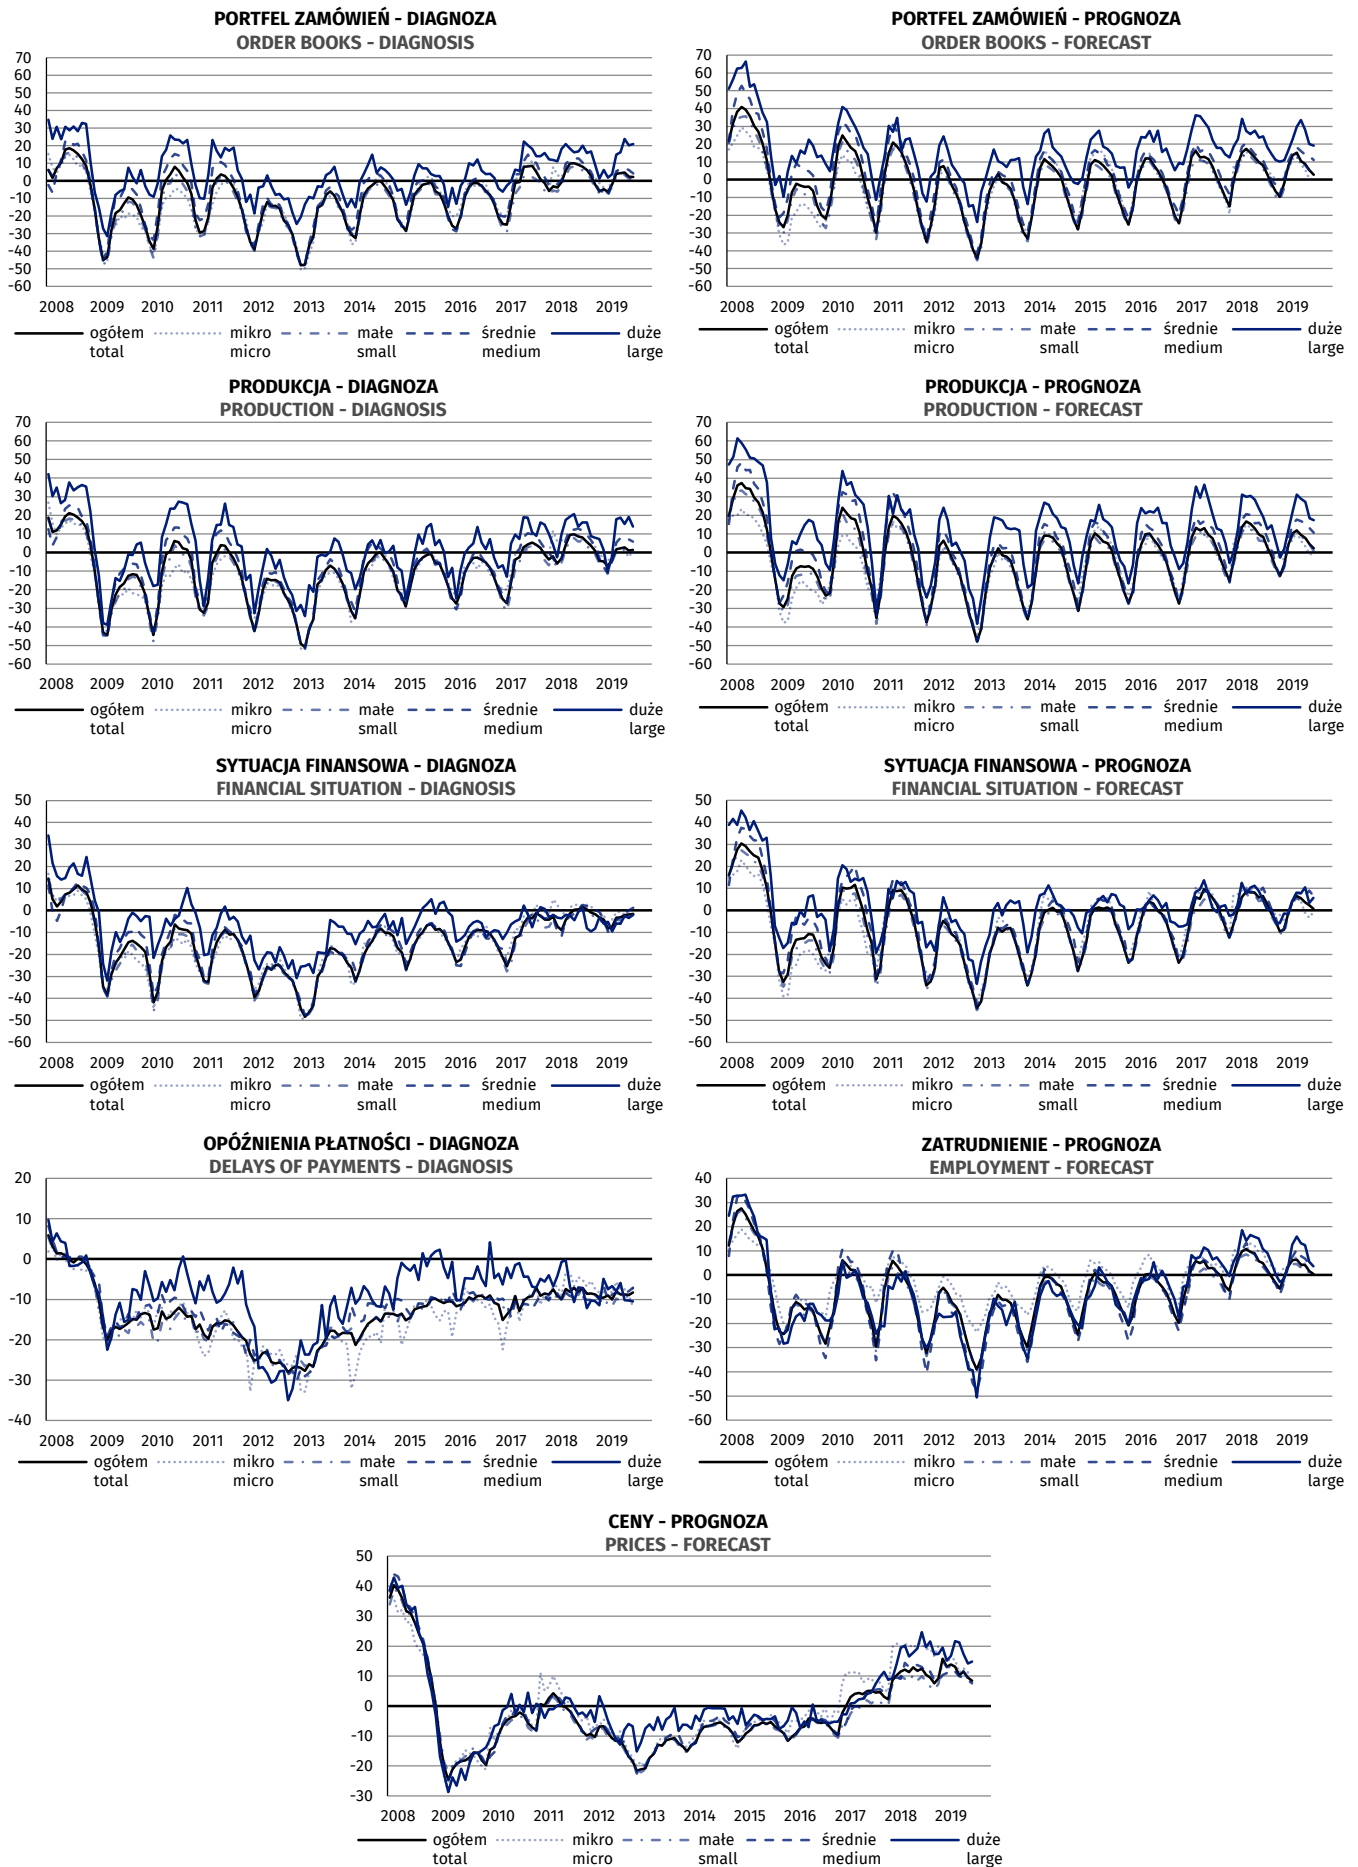 PORTFEL ZAMÓWIEŃ - DIAGNOZA
ORDER BOOKS - DIAGNOSIS
70
60
50
40
30
20
10
0
-10
-20
-30
-40
-50
-60
2008 2009 2010 2011 2012 2013 2014 2015 2016 2017 2018 2019
ogółem mikro małe średnie duże
total micro small medium large
PORTFEL ZAMÓWIEŃ - PROGNOZA
ORDER BOOKS - FORECAST
70
60
50
40
30
20
10
0
-10
-20
-30
-40
-50
-60
2008 2009 2010 2011 2012 2013 2014 2015 2016 2017 2018 2019
ogółem mikro małe średnie duże
total micro small medium large
PRODUKCJA - DIAGNOZA
PRODUCTION - DIAGNOSIS
70
60
50
40
30
20
10
0
-10
-20
-30
-40
-50
-60
2008 2009 2010 2011 2012 2013 2014 2015 2016 2017 2018 2019
ogółem mikro małe średnie duże
total micro small medium large
PRODUKCJA - PROGNOZA
PRODUCTION - FORECAST
70
60
50
40
30
20
10
0
-10
-20
-30
-40
-50
-60
2008 2009 2010 2011 2012 2013 2014 2015 2016 2017 2018 2019
ogółem mikro małe średnie duże
total micro small medium large
SYTUACJA FINANSOWA - DIAGNOZA
FINANCIAL SITUATION - DIAGNOSIS
50
40
30
20
10
0
-10
-20
-30
-40
-50
-60
2008 2009 2010 2011 2012 2013 2014 2015 2016 2017 2018 2019
ogółem mikro małe średnie duże
total micro small medium large
SYTUACJA FINANSOWA - PROGNOZA
FINANCIAL SITUATION - FORECAST
50
40
30
20
10
0
-10
-20
-30
-40
-50
-60
2008 2009 2010 2011 2012 2013 2014 2015 2016 2017 2018 2019
ogółem mikro małe średnie duże
total micro small medium large
OPÓŹNIENIA PŁATNOŚCI - DIAGNOZA
DELAYS OF PAYMENTS - DIAGNOSIS
20
10
0
-10
-20
-30
-40
2008 2009 2010 2011 2012 2013 2014 2015 2016 2017 2018 2019
ogółem mikro małe średnie duże
total micro small medium large
ZATRUDNIENIE - PROGNOZA
EMPLOYMENT - FORECAST
40
30
20
10
0
-10
-20
-30
-40
-50
-60
2008 2009 2010 2011 2012 2013 2014 2015 2016 2017 2018 2019
ogółem mikro małe średnie duże
total micro small medium large
CENY - PROGNOZA
PRICES - FORECAST
50
40
30
20
10
0
-10
-20
-30
2008 2009 2010 2011 2012 2013 2014 2015 2016 2017 2018 2019
ogółem mikro małe średnie duże
total micro small medium large